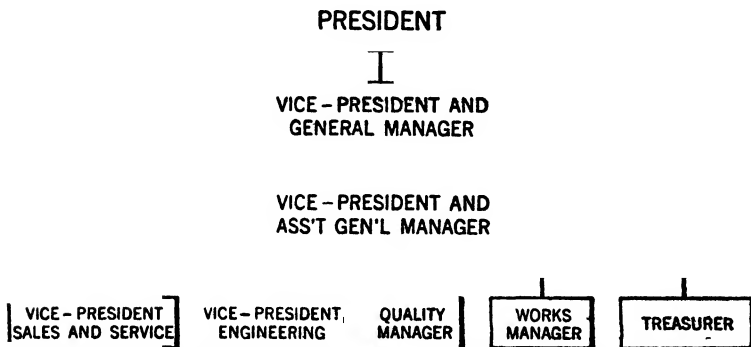 PRESIDENT
VICE-PRESIDENT AND
GENERAL MANAGER
VICE-PRESIDENT AND
ASS'T GEN'L MANAGER
VICE-PRESIDENT
SALES AND SERVICE
VICE-PRESIDENT
ENGINEERING
QUALITY
MANAGER
WORKS
MANAGER
TREASURER